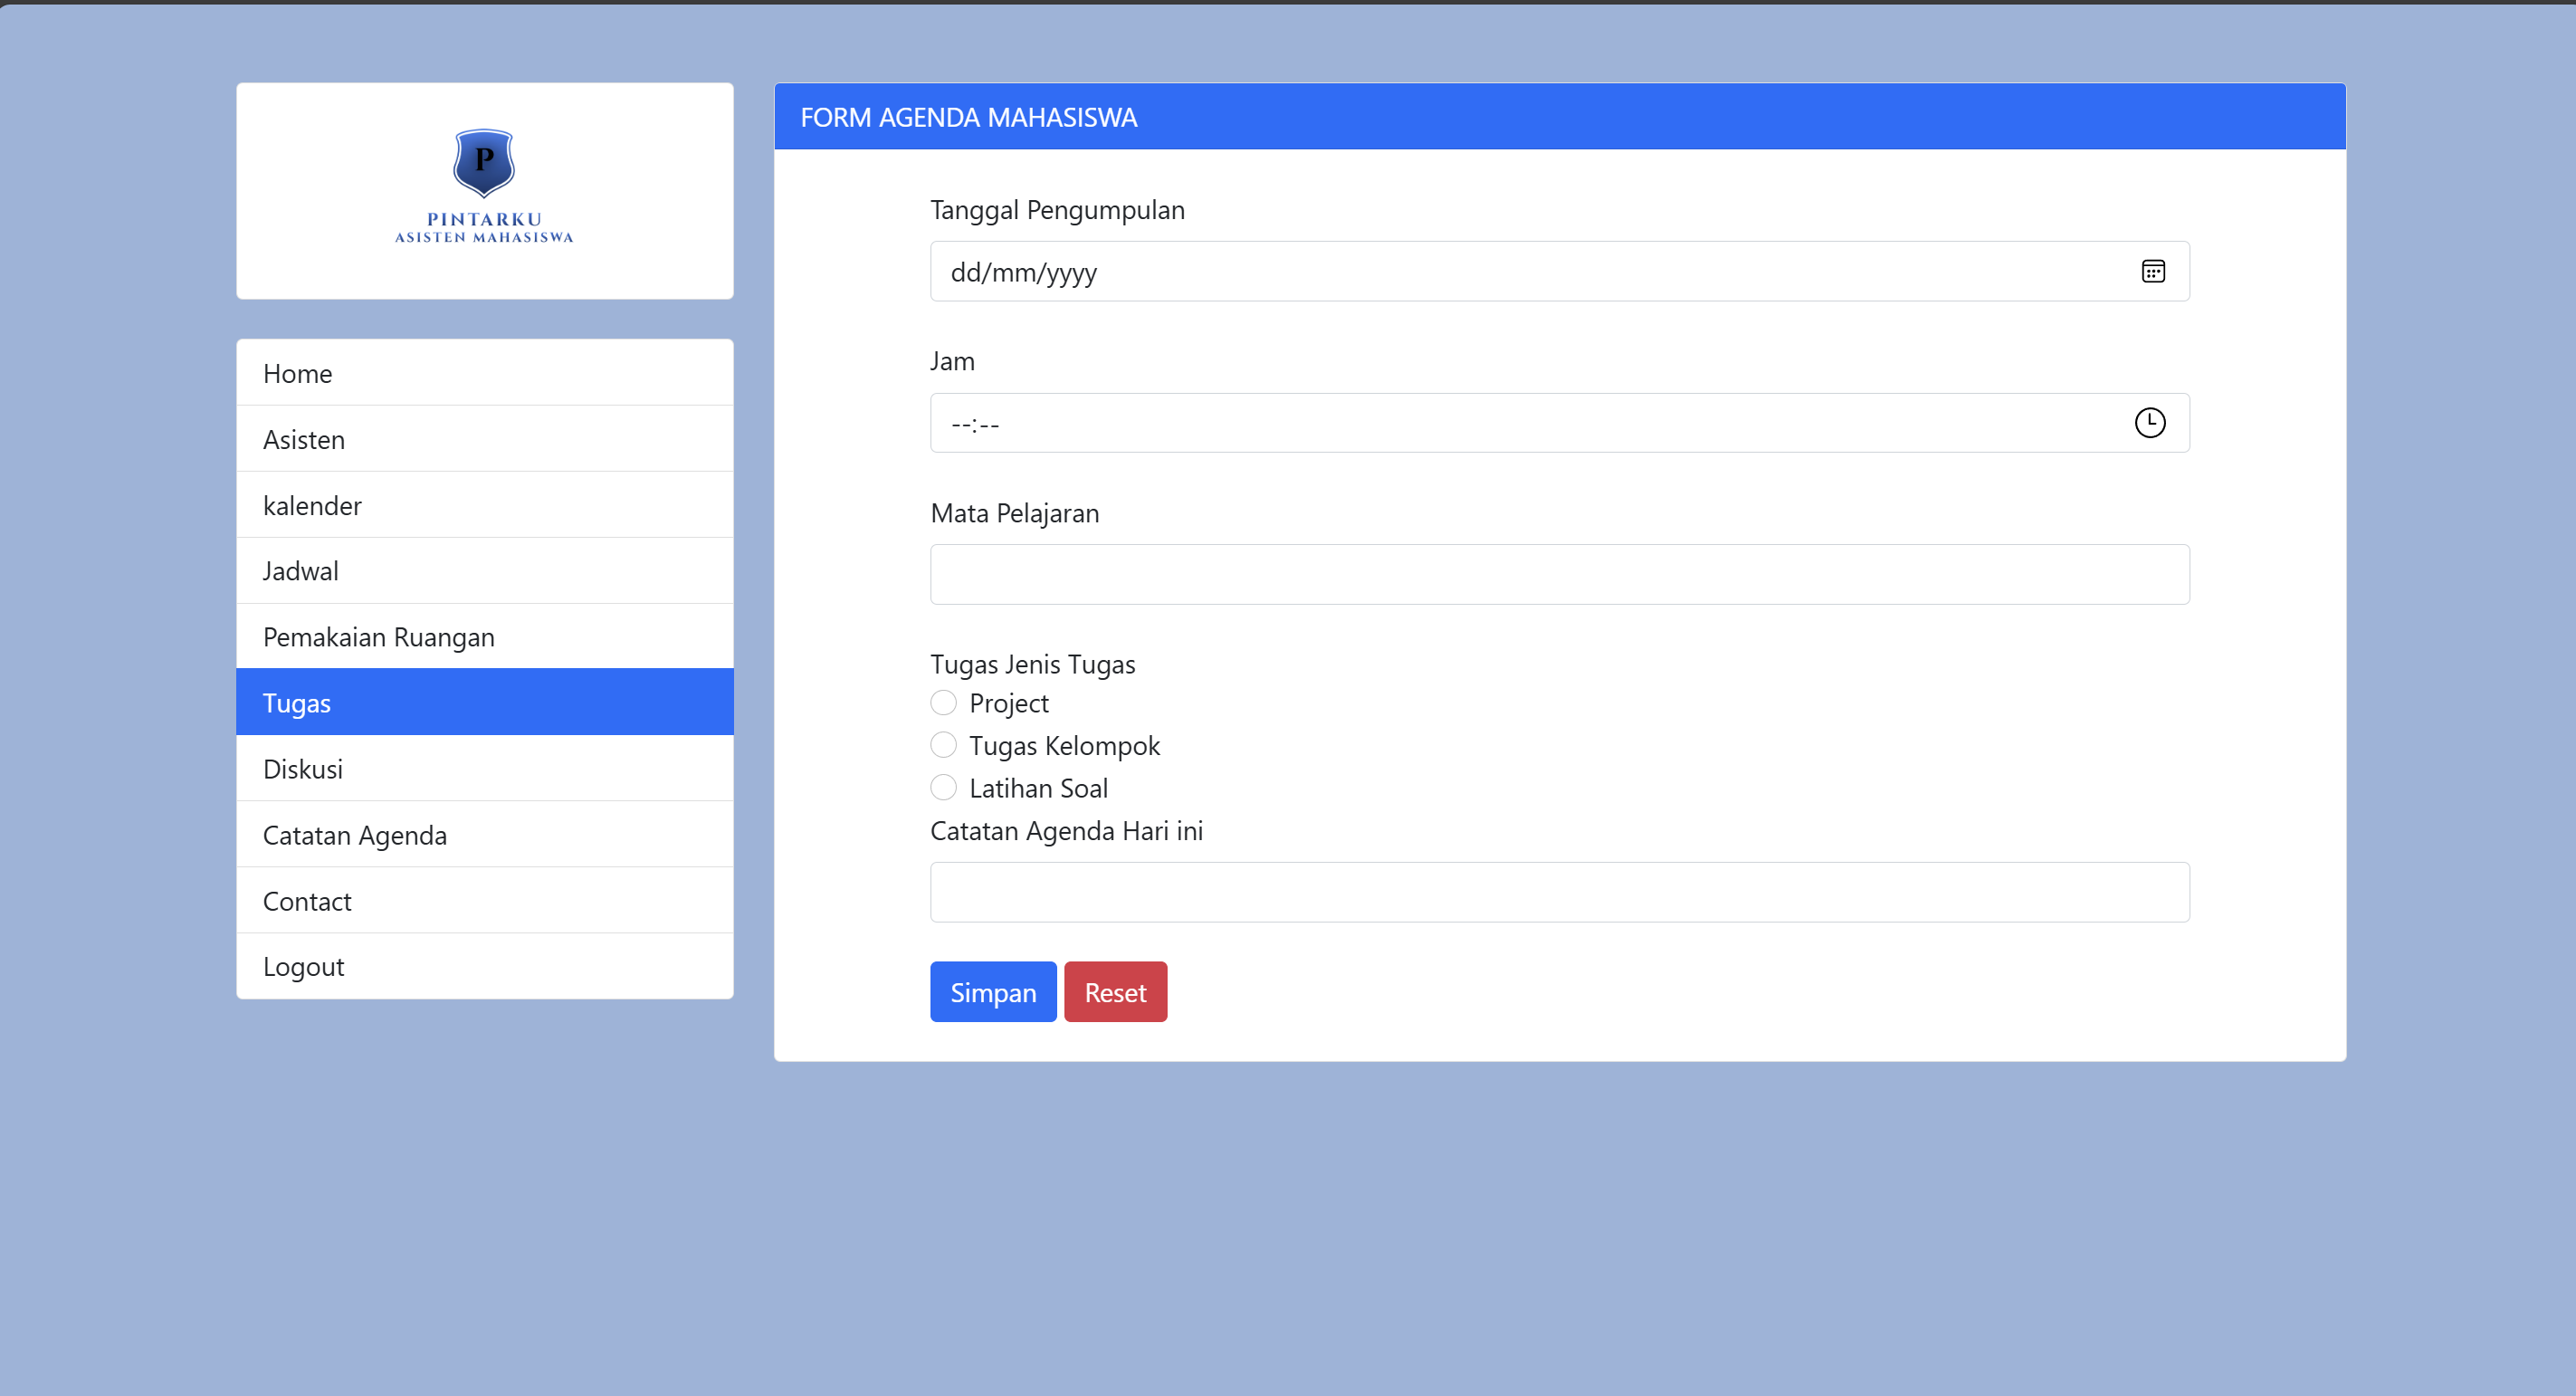 P
PINTARKU
ASISTEN MAHASISWA
Home
Asisten
kalender
Jadwal
Pemakaian Ruangan
Tugas
Diskusi
Catatan Agenda
Contact
Logout
FORM AGENDA MAHASISWA
Tanggal Pengumpulan
dd/mm/yyyy
Jam
--:--
Mata Pelajaran
Tugas Jenis Tugas
Project
Tugas Kelompok
Latihan Soal
Catatan Agenda Hari ini
Simpan Reset